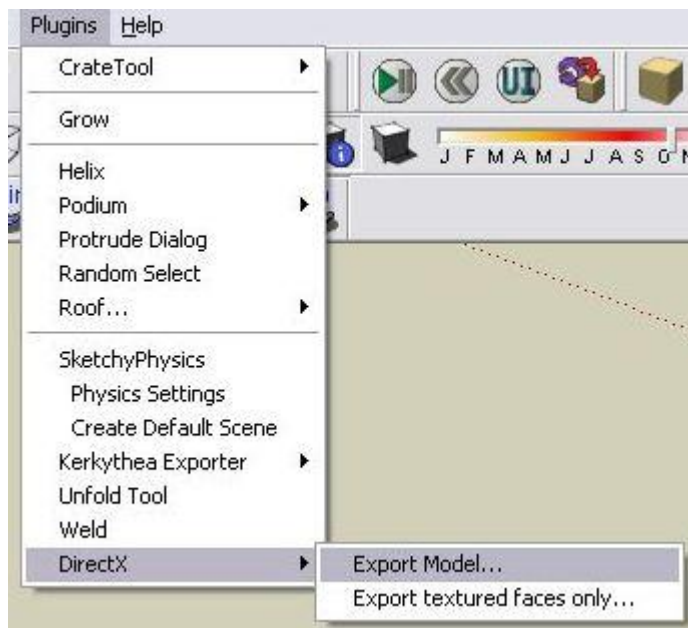 Plugins Help
CrateTool
UI
Grow
J F M A M J J A S O N
Helix
Podium
Protrude Dialog
Random Select
Roof...
SketchyPhysics
Physics Settings
Create Default Scene
Kerkythea Exporter
Unfold Tool
Weld
DirectX
Export Model...
Export textured faces only...